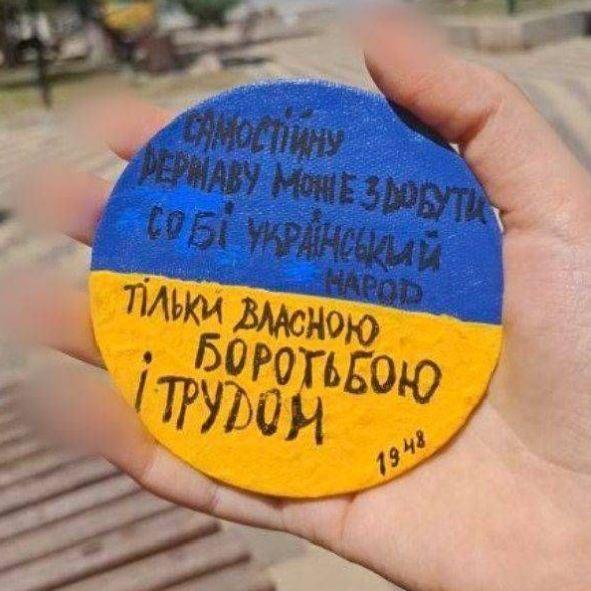 САМОСТІЙНУ
ДЕРЖАВУ МОЖЕ ЗДОБУТИ
СОБІ УКРАЇНСЬКИЙ
НАРОД
ТІЛЬКИ ВЛАСНОЮ
БОРОТЬБОЮ
І ТРУДОМ
1948